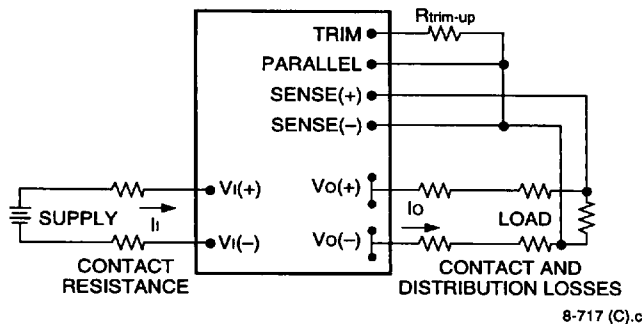 TRIM
Rtrim-up
PARALLEL
SENSE(+)
SENSE(–)
VI(+)
VO(+)
SUPPLY
II
IO
LOAD
VI(–)
VO(–)
CONTACT
RESISTANCE
CONTACT AND
DISTRIBUTION LOSSES
8-717 (C).c